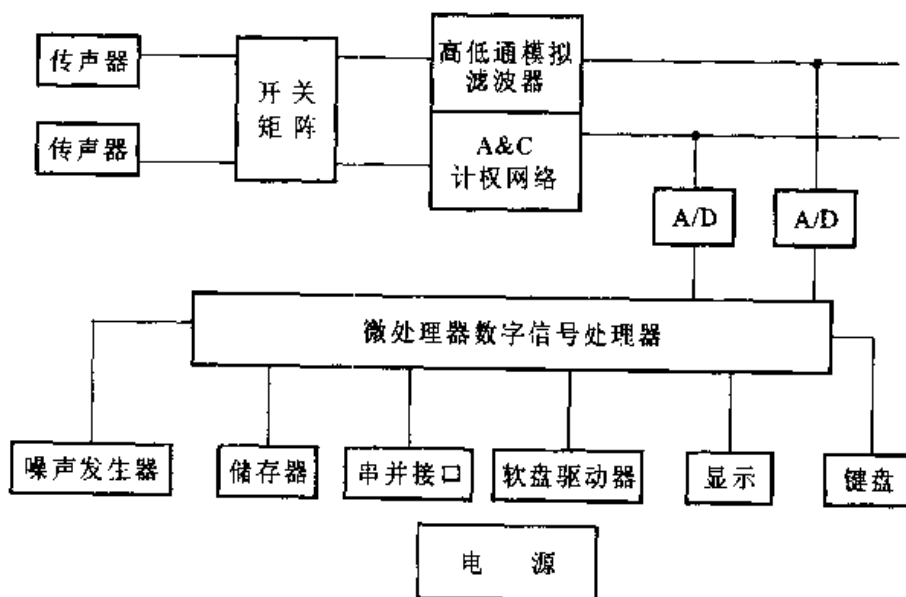 传声器
传声器
开关
矩阵
高低通模拟
滤波器
A&C
计权网络
A/D
A/D
微处理器数字信号处理器
噪声发生器
储存器
串并接口
软盘驱动器
显示
键盘
电 源